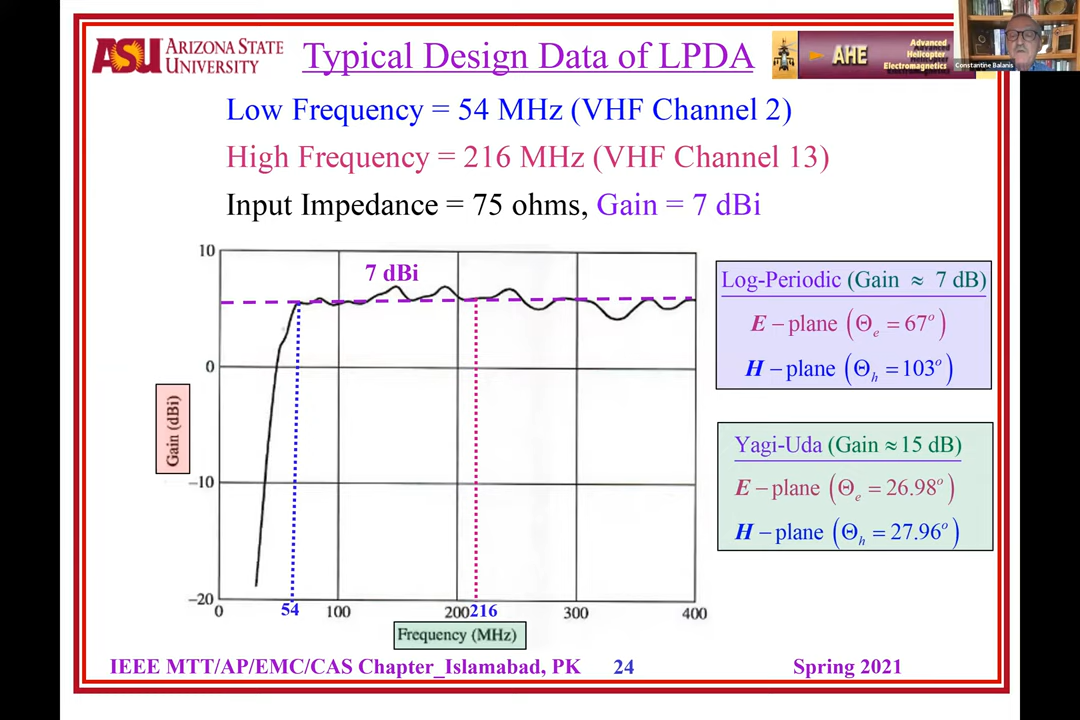 ASU ARIZONA STATE UNIVERSITY
Typical Design Data of LPDA
AHE
Advanced
Helicopter
Electromagnetics
Constantine Balanis
Low Frequency = 54 MHz (VHF Channel 2)
High Frequency = 216 MHz (VHF Channel 13)
Input Impedance = 75 ohms, Gain = 7 dBi
10
7 dBi
0
Gain (dBi)
–10
–20
0
54
100
200
216
300
400
Frequency (MHz)
Log-Periodic (Gain ≈ 7 dB)
E – plane (Θe = 67°)
H – plane (Θh = 103°)
Yagi-Uda (Gain ≈ 15 dB)
E – plane (Θe = 26.98°)
H – plane (Θh = 27.96°)
IEEE MTT/AP/EMC/CAS Chapter_Islamabad, PK 24 Spring 2021